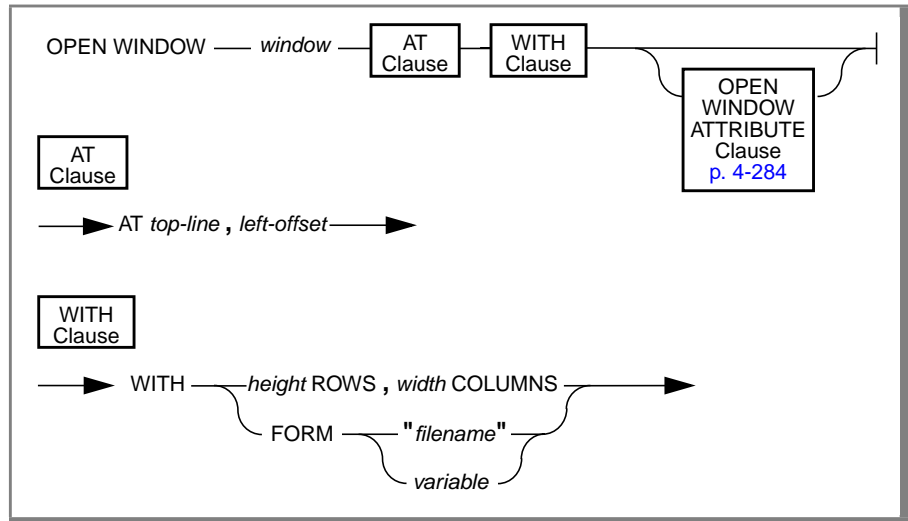 OPEN WINDOW window AT Clause WITH Clause
OPEN WINDOW ATTRIBUTE Clause p. 4-284
AT Clause
AT top-line , left-offset
WITH Clause
WITH height ROWS , width COLUMNS
FORM "filename"
variable